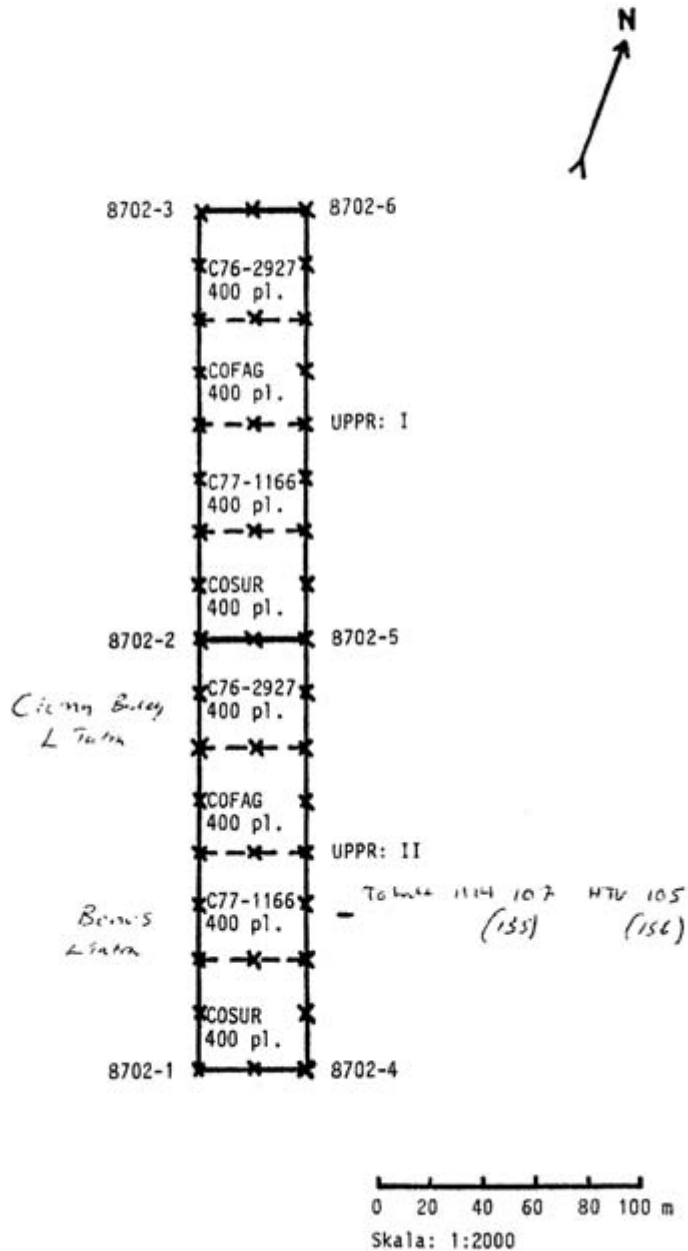 N
8702-3 8702-6
C76-2927
400 pl.
COFAG
400 pl.
UPPR: I
C77-1166
400 pl.
COSUR
400 pl.
8702-2 8702-5
C76-2927
400 pl.
COFAG
400 pl.
UPPR: II
C77-1166 107 HTV 105
400 pl. (155) (156)
COSUR
400 pl.
8702-1 8702-4
0 20 40 60 80 100 m
Skala: 1:2000